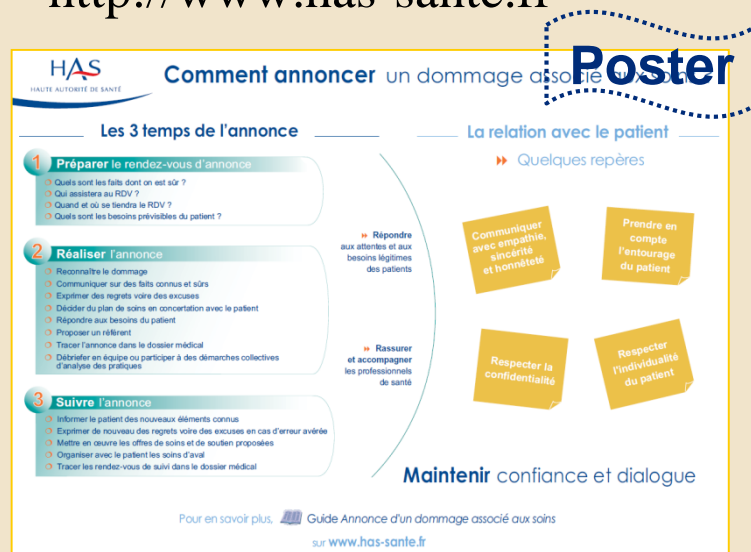 http://www.has-sante.fr
Poster
HAS
HAUTE AUTORITÉ DE SANTÉ
Comment annoncer un dommage associé aux soins ?
Les 3 temps de l'annonce
1 Préparer le rendez-vous d'annonce
Quels sont les faits dont on est sûr ?
Qui assistera au RDV ?
Quand et où se tiendra le RDV ?
Quels sont les besoins prévisibles du patient ?
2 Réaliser l'annonce
Reconnaître le dommage
Communiquer sur des faits connus et sûrs
Exprimer des regrets voire des excuses
Décider du plan de soins en concertation avec le patient
Répondre aux besoins du patient
Proposer un référent
Tracer l'annonce dans le dossier médical
Débriefer en équipe ou participer à des démarches collectives
d'analyse des pratiques
3 Suivre l'annonce
Informer le patient des nouveaux éléments connus
Exprimer de nouveau des regrets voire des excuses en cas d'erreur avérée
Mettre en œuvre les offres de soins et de soutien proposées
Organiser avec le patient les soins d'aval
Tracer les rendez-vous de suivi dans le dossier médical
Répondre
aux attentes et aux
besoins légitimes
des patients
Rassurer
et accompagner
les professionnels
de santé
La relation avec le patient
Quelques repères
Communiquer
avec empathie,
sincérité
et honnêteté
Prendre en
compte
l'entourage
du patient
Respecter la
confidentialité
Respecter
l'individualité
du patient
Maintenir confiance et dialogue
Pour en savoir plus, Guide Annonce d'un dommage associé aux soins
sur www.has-sante.fr